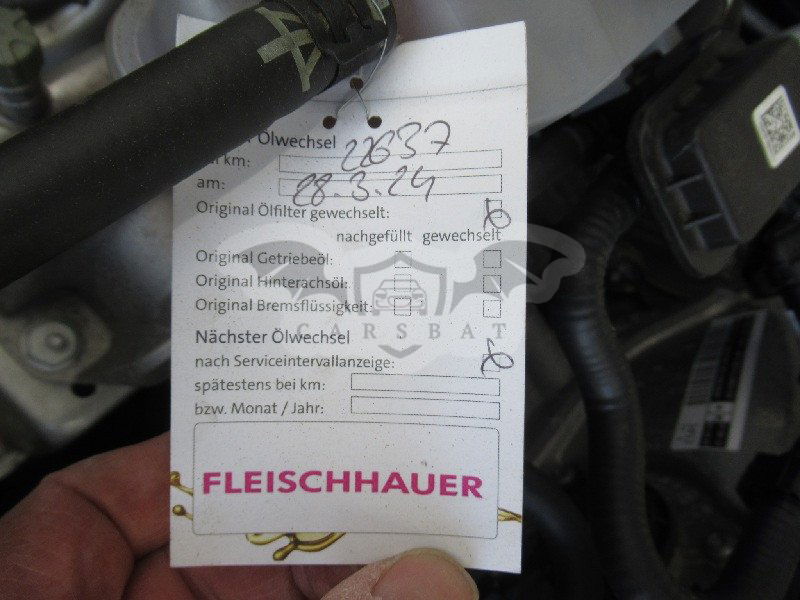 Ölwechsel
km: 22637
am: 28.3.24
Original Ölfilter gewechselt:
nachgefüllt gewechselt
Original Getriebeöl:
Original Hinterachsöl:
Original Bremsflüssigkeit:
CARSBAT
Nächster Ölwechsel
nach Serviceintervallanzeige:
spätestens bei km:
bzw. Monat / Jahr:
FLEISCHHAUER